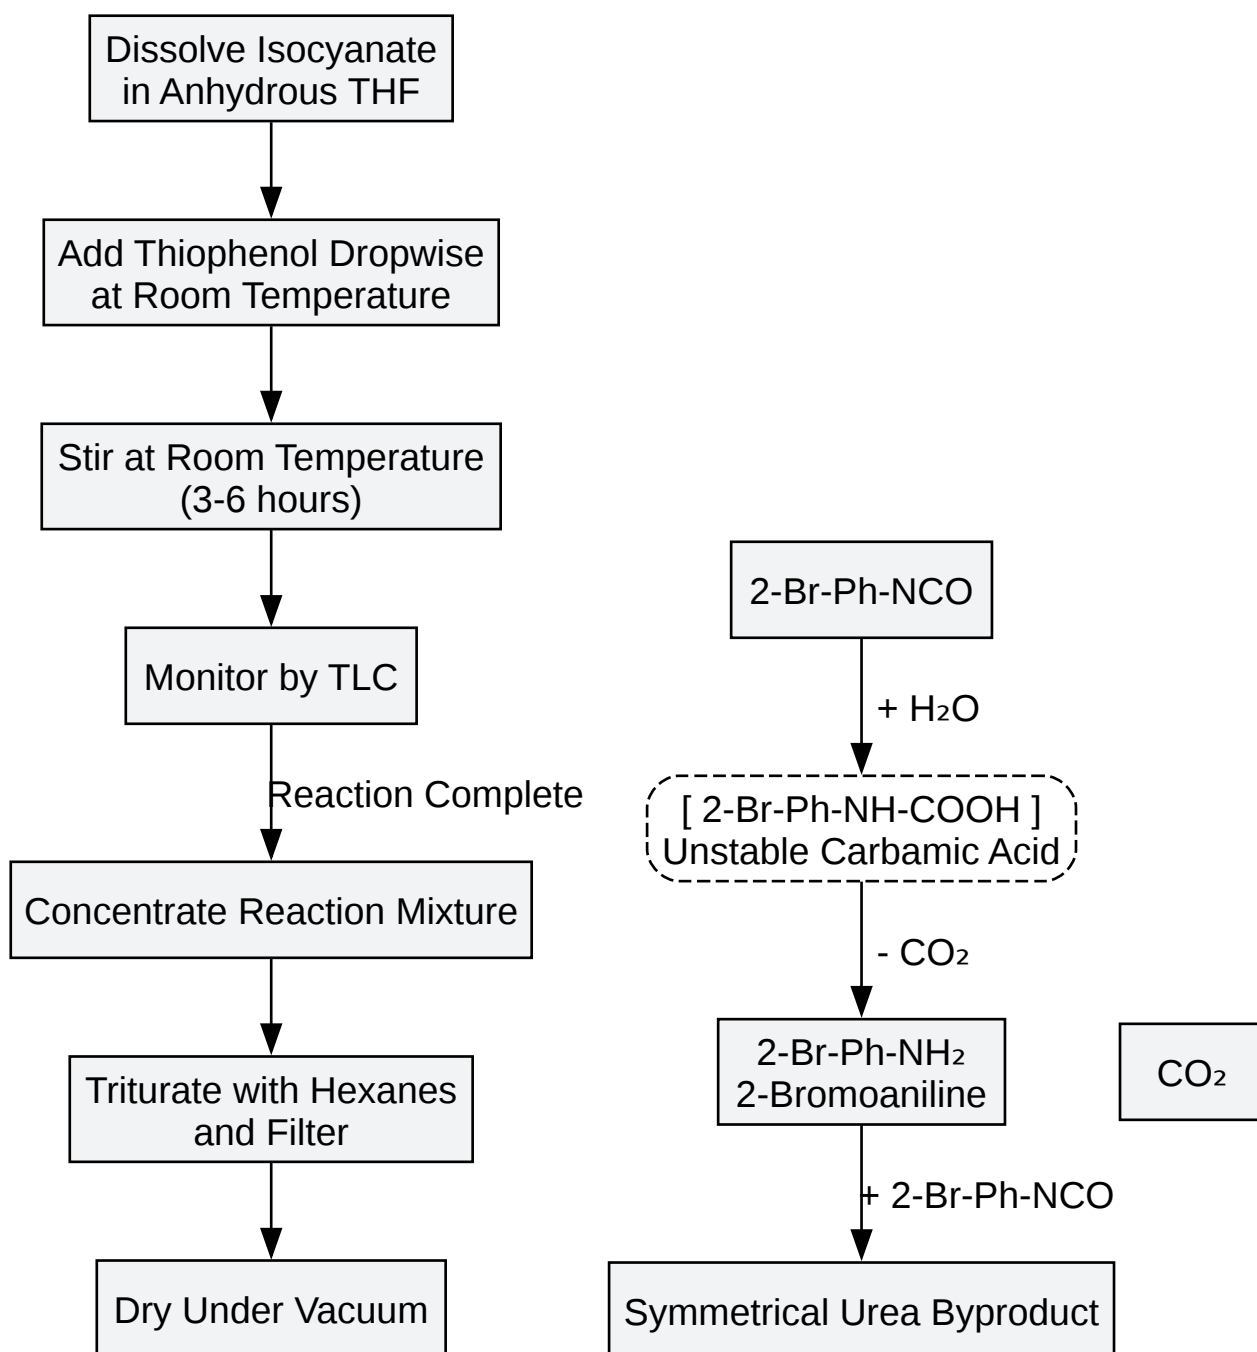 Dissolve Isocyanate
in Anhydrous THF
Add Thiophenol Dropwise
at Room Temperature
Stir at Room Temperature
(3-6 hours)
Monitor by TLC
Reaction Complete
Concentrate Reaction Mixture
Triturate with Hexanes
and Filter
Dry Under Vacuum
2-Br-Ph-NCO
+ H₂O
[ 2-Br-Ph-NH-COOH ]
Unstable Carbamic Acid
- CO₂
2-Br-Ph-NH₂
2-Bromoaniline
CO₂
+ 2-Br-Ph-NCO
Symmetrical Urea Byproduct